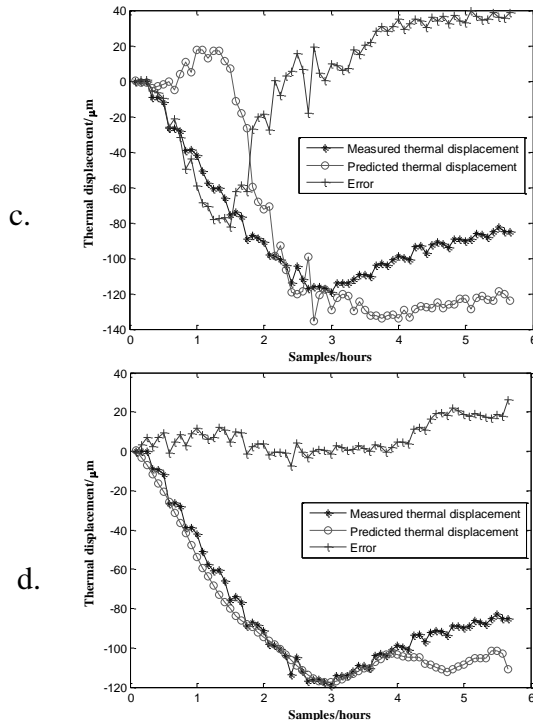 c.
Thermal displacement/µm
40
20
0
-20
-40
-60
-80
-100
-120
-140
Measured thermal displacement
Predicted thermal displacement
Error
0 1 2 3 4 5 6
Samples/hours
d.
Thermal displacement/µm
40
20
0
-20
-40
-60
-80
-100
-120
Measured thermal displacement
Predicted thermal displacement
Error
0 1 2 3 4 5 6
Samples/hours